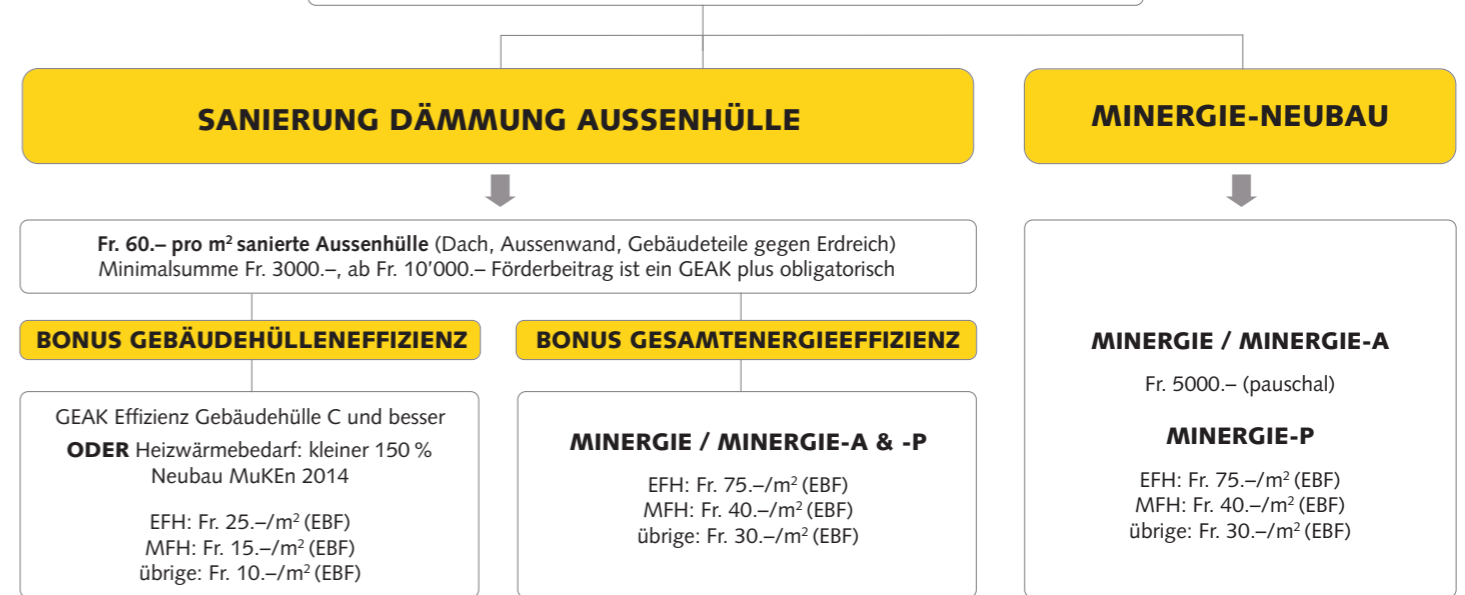 SANIERUNG DÄMMUNG AUSSENHÜLLE
Fr. 60.– pro m² sanierte Aussenhülle (Dach, Aussenwand, Gebäudeteile gegen Erdreich)
Minimalsumme Fr. 3000.–, ab Fr. 10’000.– Förderbeitrag ist ein GEAK plus obligatorisch
BONUS GEBÄUDEHÜLLENEFFIZIENZ
GEAK Effizienz Gebäudehülle C und besser
ODER Heizwärmebedarf: kleiner 150 %
Neubau MuKEn 2014
EFH: Fr. 25.–/m² (EBF)
MFH: Fr. 15.–/m² (EBF)
übrige: Fr. 10.–/m² (EBF)
BONUS GESAMTENERGIEEFFIZIENZ
MINERGIE / MINERGIE-A & -P
EFH: Fr. 75.–/m² (EBF)
MFH: Fr. 40.–/m² (EBF)
übrige: Fr. 30.–/m² (EBF)
MINERGIE-NEUBAU
MINERGIE / MINERGIE-A
Fr. 5000.– (pauschal)
MINERGIE-P
EFH: Fr. 75.–/m² (EBF)
MFH: Fr. 40.–/m² (EBF)
übrige: Fr. 30.–/m² (EBF)